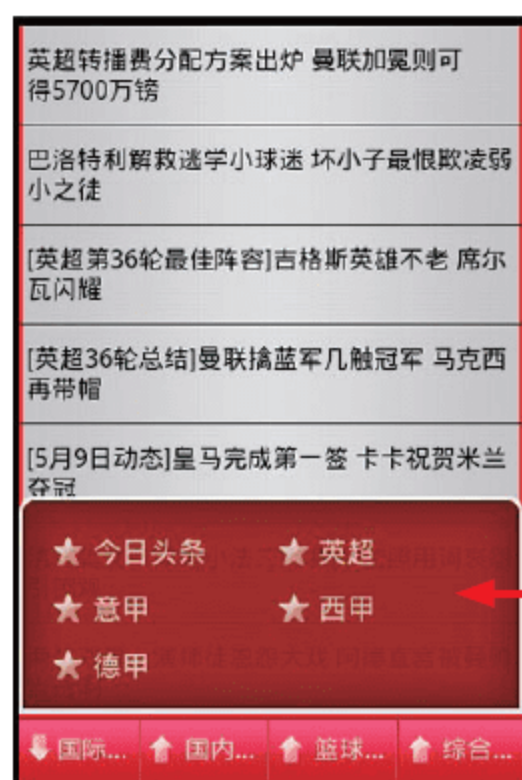 英超转播费分配方案出炉 曼联加冕则可
得5700万镑
巴洛特利解救逃学小球迷 坏小子最恨欺凌弱
小之徒
[英超第36轮最佳阵容]吉格斯英雄不老 席尔
瓦闪耀
[英超36轮总结]曼联擒蓝军几触冠军 马克西
再带帽
[5月9日动态]皇马完成第一签 卡卡祝贺米兰
夺冠
今日头条 英超
意甲 西甲
德甲
国际... 国内... 篮球... 综合...